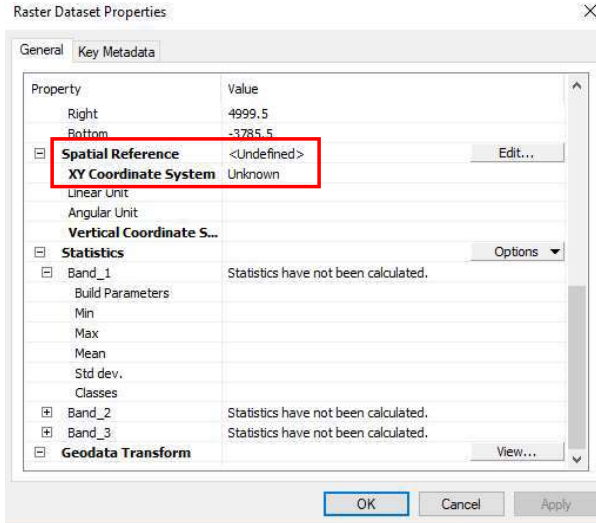 Raster Dataset Properties
General Key Metadata
Property Value
Right 4999.5
Bottom -3785.5
Spatial Reference <Undefined> Edit...
XY Coordinate System Unknown
Linear Unit
Angular Unit
Vertical Coordinate S...
Statistics Options
Band_1 Statistics have not been calculated.
Build Parameters
Min
Max
Mean
Std dev.
Classes
Band_2 Statistics have not been calculated.
Band_3 Statistics have not been calculated.
Geodata Transform View...
OK Cancel Apply